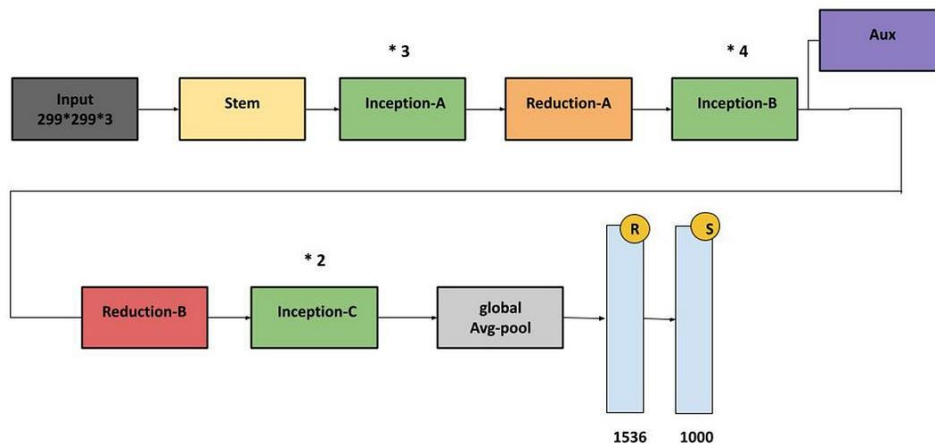 Aux
* 3
* 4
Input
299*299*3
Stem
Inception-A
Reduction-A
Inception-B
R
S
* 2
Reduction-B
Inception-C
global
Avg-pool
1536
1000